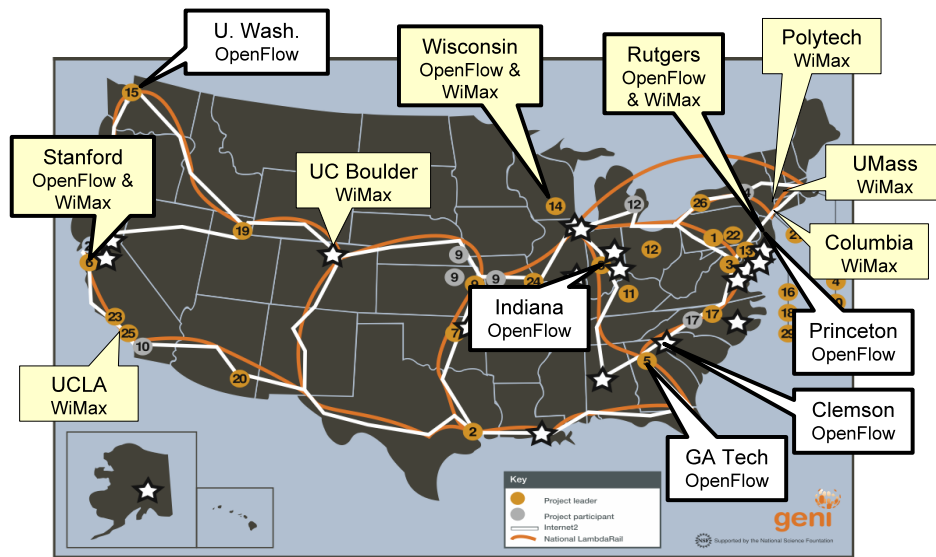 U. Wash.
OpenFlow
Wisconsin
OpenFlow &
WiMax
Rutgers
OpenFlow
& WiMax
Polytech
WiMax
Stanford
OpenFlow &
WiMax
UC Boulder
WiMax
UMass
WiMax
Columbia
WiMax
Indiana
OpenFlow
Princeton
OpenFlow
UCLA
WiMax
Clemson
OpenFlow
GA Tech
OpenFlow
15
19
14
12
26
12
1
22
13
3
9
9
9
24
11
6
23
25
10
20
7
17
17
5
2
16
18
29
4
Key
Project leader
Project participant
Internet2
National LambdaRail
geni
NSF
Supported by the National Science Foundation